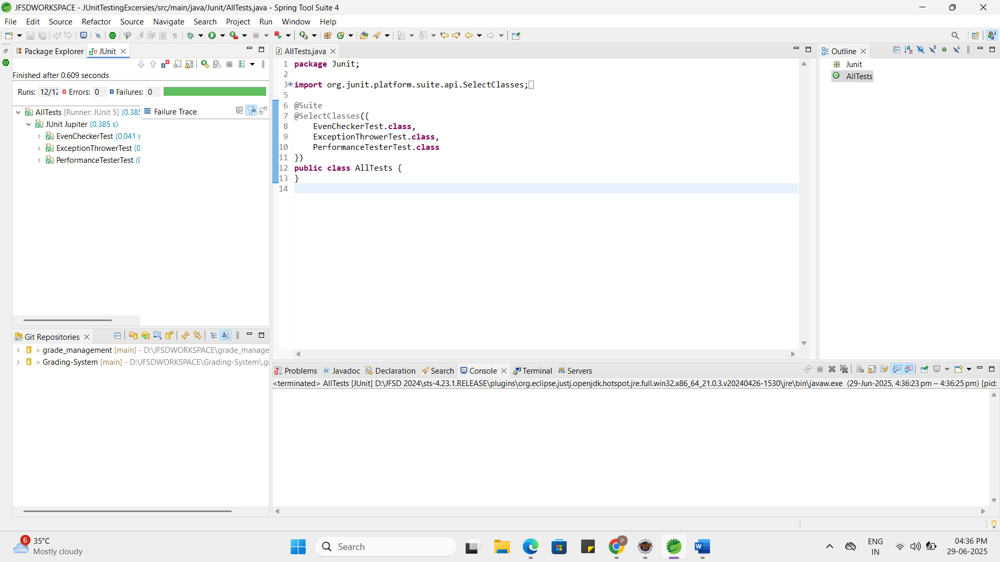 JFSDWORKSPACE - JUnitTestingExcersies/src/main/java/Junit/AllTests.java - Spring Tool Suite 4
File Edit Source Refactor Source Navigate Search Project Run Window Help
Package Explorer JUnit
Finished after 0.609 seconds
Runs: 12/12 Errors: 0 Failures: 0
AllTests [Runner: JUnit 5] (0.385
JUnit Jupiter (0.385 s)
EvenCheckerTest (0.041 s
ExceptionThrowerTest (0
PerformanceTesterTest (0
Failure Trace
Git Repositories
> grade_management [main] - D:\JFSDWORKSPACE\grade_manage
> Grading-System [main] - D:\JFSDWORKSPACE\Grading-System\.gi
AllTests.java
1 package Junit;
2
3 import org.junit.platform.suite.api.SelectClasses;
5
6 @Suite
7 @SelectClasses({
8 EvenCheckerTest.class,
9 ExceptionThrowerTest.class,
10 PerformanceTesterTest.class
11 })
12 public class AllTests {
13 }
14
Outline
Junit
AllTests
Problems Javadoc Declaration Search Console Terminal Servers
<terminated> AllTests [JUnit] D:\JFSD 2024\sts-4.23.1.RELEASE\plugins\org.eclipse.justj.openjdk.hotspot.jre.full.win32.x86_64_21.0.3.v20240426-1530\jre\bin\javaw.exe (29-Jun-2025, 4:36:23 pm – 4:36:25 pm) [pid:
6
35°C
Mostly cloudy
Search
P
ENG
IN
04:36 PM
29-06-2025